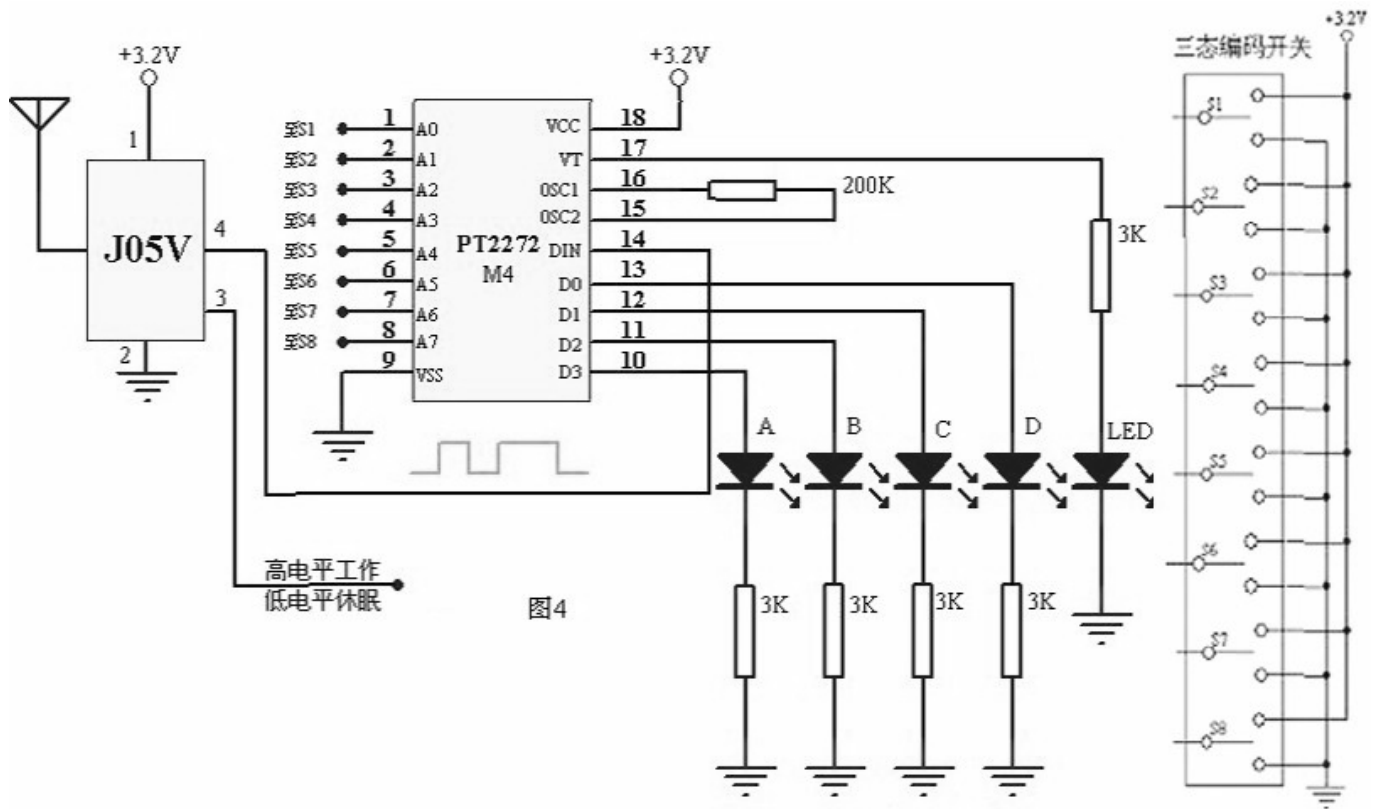 +3.2V
1
J05V
4
3
2
高电平工作
低电平休眠
至S1
至S2
至S3
至S4
至S5
至S6
至S7
至S8
1
2
3
4
5
6
7
8
9
A0
A1
A2
A3
A4
A5
A6
A7
VSS
PT2272
M4
VCC
VT
OSC1
OSC2
DIN
D0
D1
D2
D3
18
17
16
15
14
13
12
11
10
+3.2V
200K
3K
A
B
C
D
LED
3K
3K
3K
3K
图4
+3.2V
三态编码开关
S1
S2
S3
S4
S5
S6
S7
S8